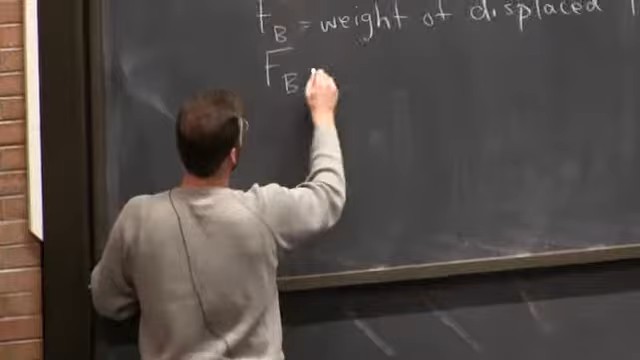 F_B = weight of displaced
F_B